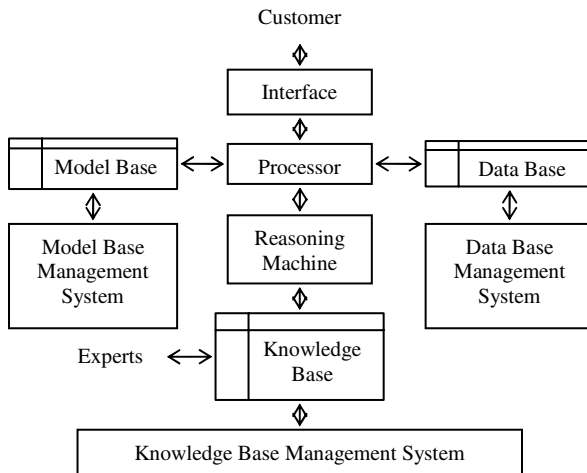 Customer
Interface
Model Base
Processor
Data Base
Model Base
Management
System
Reasoning
Machine
Data Base
Management
System
Experts
Knowledge
Base
Knowledge Base Management System